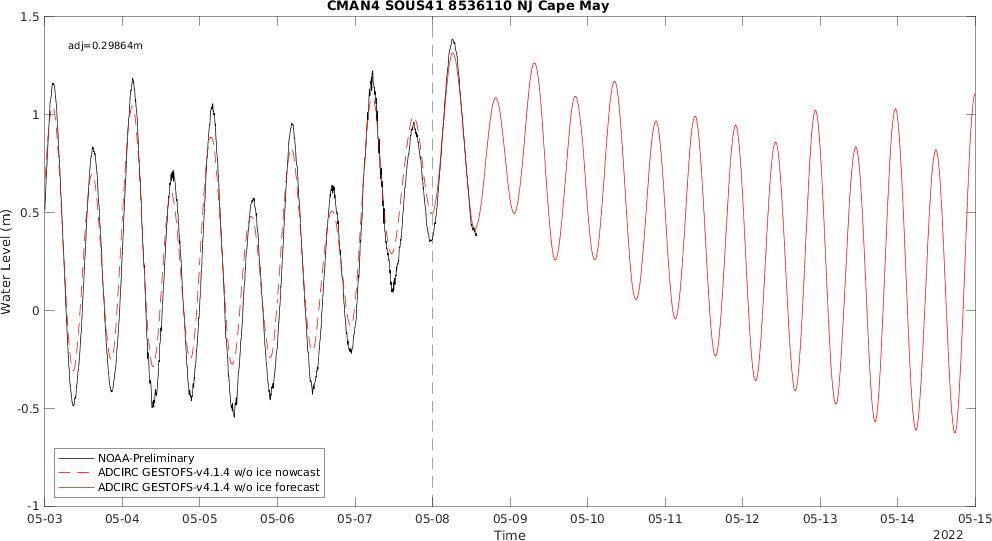 CMAN4 SOUS41 8536110 NJ Cape May
adj=0.29864m
1.5
1
0.5
0
-0.5
-1
Water Level (m)
NOAA-Preliminary
ADCIRC GESTOFS-v4.1.4 w/o ice nowcast
ADCIRC GESTOFS-v4.1.4 w/o ice forecast
05-03 05-04 05-05 05-06 05-07 05-08 05-09 05-10 05-11 05-12 05-13 05-14 05-15
Time
2022